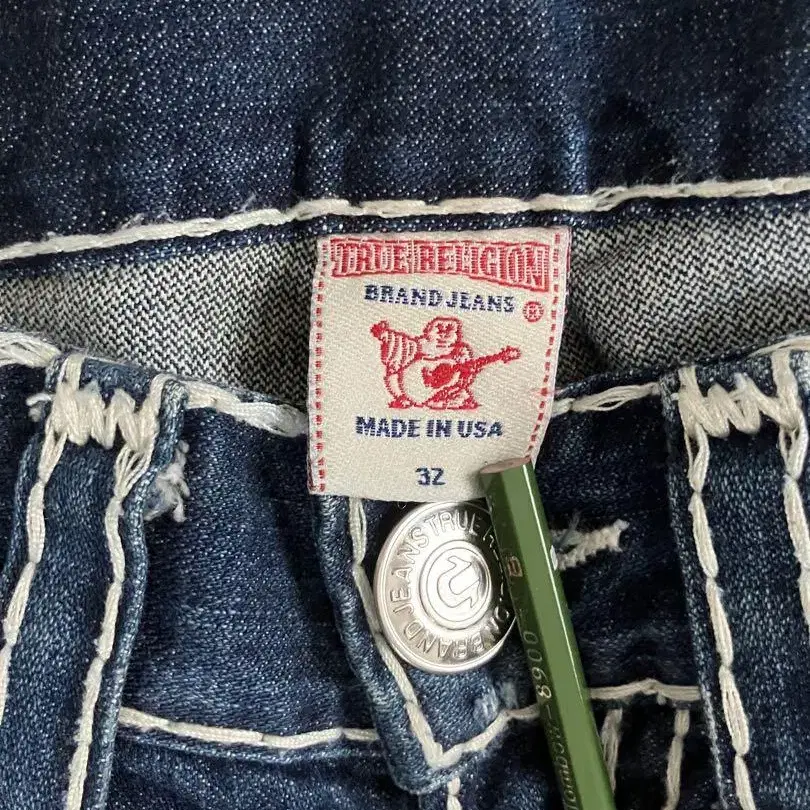 TRUE RELIGION
BRAND JEANS ®
MADE IN USA
32
TRUE RELIGION BRAND JEANS
B
8900